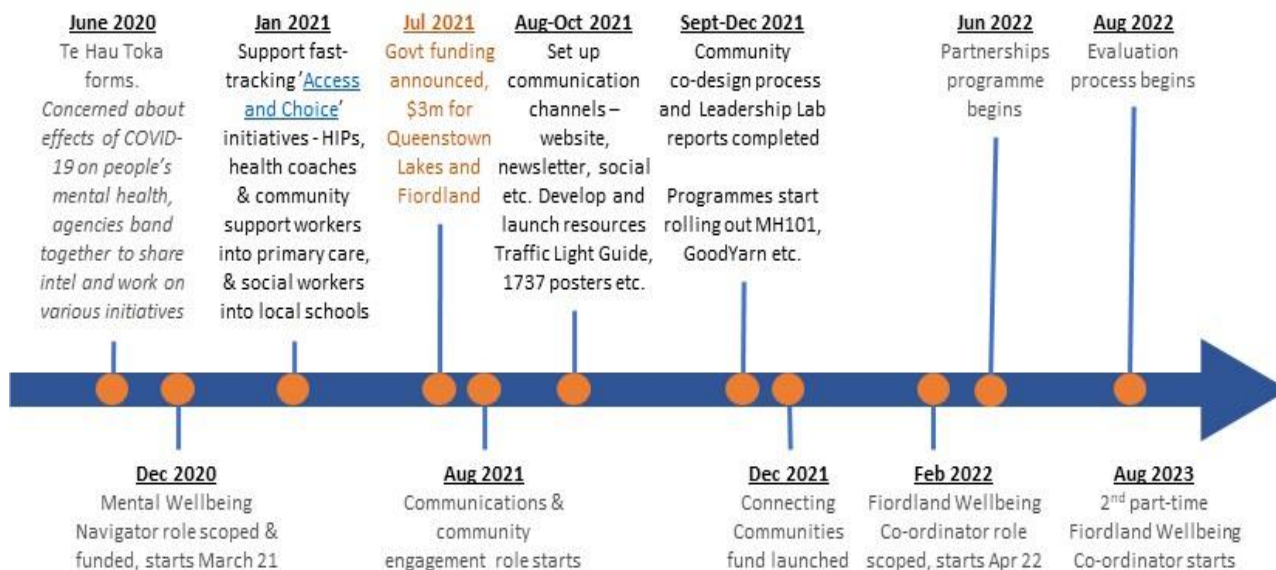 June 2020
Te Hau Toka
forms.
Concerned about
effects of COVID-
19 on people's
mental health,
agencies band
together to share
intel and work on
various initiatives
Jan 2021
Support fast-
tracking 'Access
and Choice'
initiatives - HIPs,
health coaches
& community
support workers
into primary care,
& social workers
into local schools
Jul 2021
Govt funding
announced,
$3m for
Queenstown
Lakes and
Fiordland
Aug-Oct 2021
Set up
communication
channels –
website,
newsletter, social
etc. Develop and
launch resources
Traffic Light Guide,
1737 posters etc.
Sept-Dec 2021
Community
co-design process
and Leadership Lab
reports completed
Programmes start
rolling out MH101,
GoodYarn etc.
Jun 2022
Partnerships
programme
begins
Aug 2022
Evaluation
process begins
Dec 2020
Mental Wellbeing
Navigator role scoped &
funded, starts March 21
Aug 2021
Communications &
community
engagement role starts
Dec 2021
Connecting
Communities
fund launched
Feb 2022
Fiordland Wellbeing
Co-ordinator role
scoped, starts Apr 22
Aug 2023
2nd part-time
Fiordland Wellbeing
Co-ordinator starts